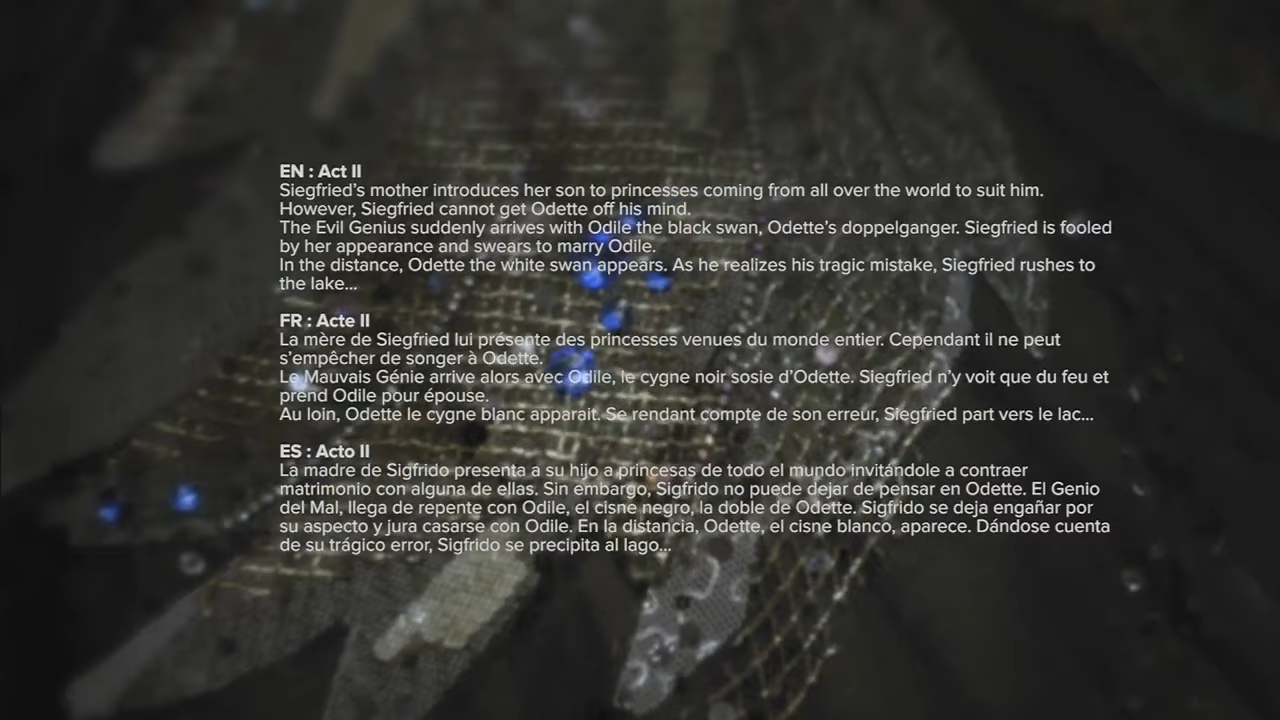 EN : Act II
Siegfried's mother introduces her son to princesses coming from all over the world to suit him.
However, Siegfried cannot get Odette off his mind.
The Evil Genius suddenly arrives with Odile the black swan, Odette's doppelganger. Siegfried is fooled
by her appearance and swears to marry Odile.
In the distance, Odette the white swan appears. As he realizes his tragic mistake, Siegfried rushes to
the lake...
FR : Acte II
La mère de Siegfried lui présente des princesses venues du monde entier. Cependant il ne peut
s'empêcher de songer à Odette.
Le Mauvais Génie arrive alors avec Odile, le cygne noir sosie d'Odette. Siegfried n'y voit que du feu et
prend Odile pour épouse.
Au loin, Odette le cygne blanc apparait. Se rendant compte de son erreur, Siegfried part vers le lac...
ES : Acto II
La madre de Sigfrido presenta a su hijo a princesas de todo el mundo invitándole a contraer
matrimonio con alguna de ellas. Sin embargo, Sigfrido no puede dejar de pensar en Odette. El Genio
del Mal, llega de repente con Odile, el cisne negro, la doble de Odette. Sigfrido se deja engañar por
su aspecto y jura casarse con Odile. En la distancia, Odette, el cisne blanco, aparece. Dándose cuenta
de su trágico error, Sigfrido se precipita al lago...